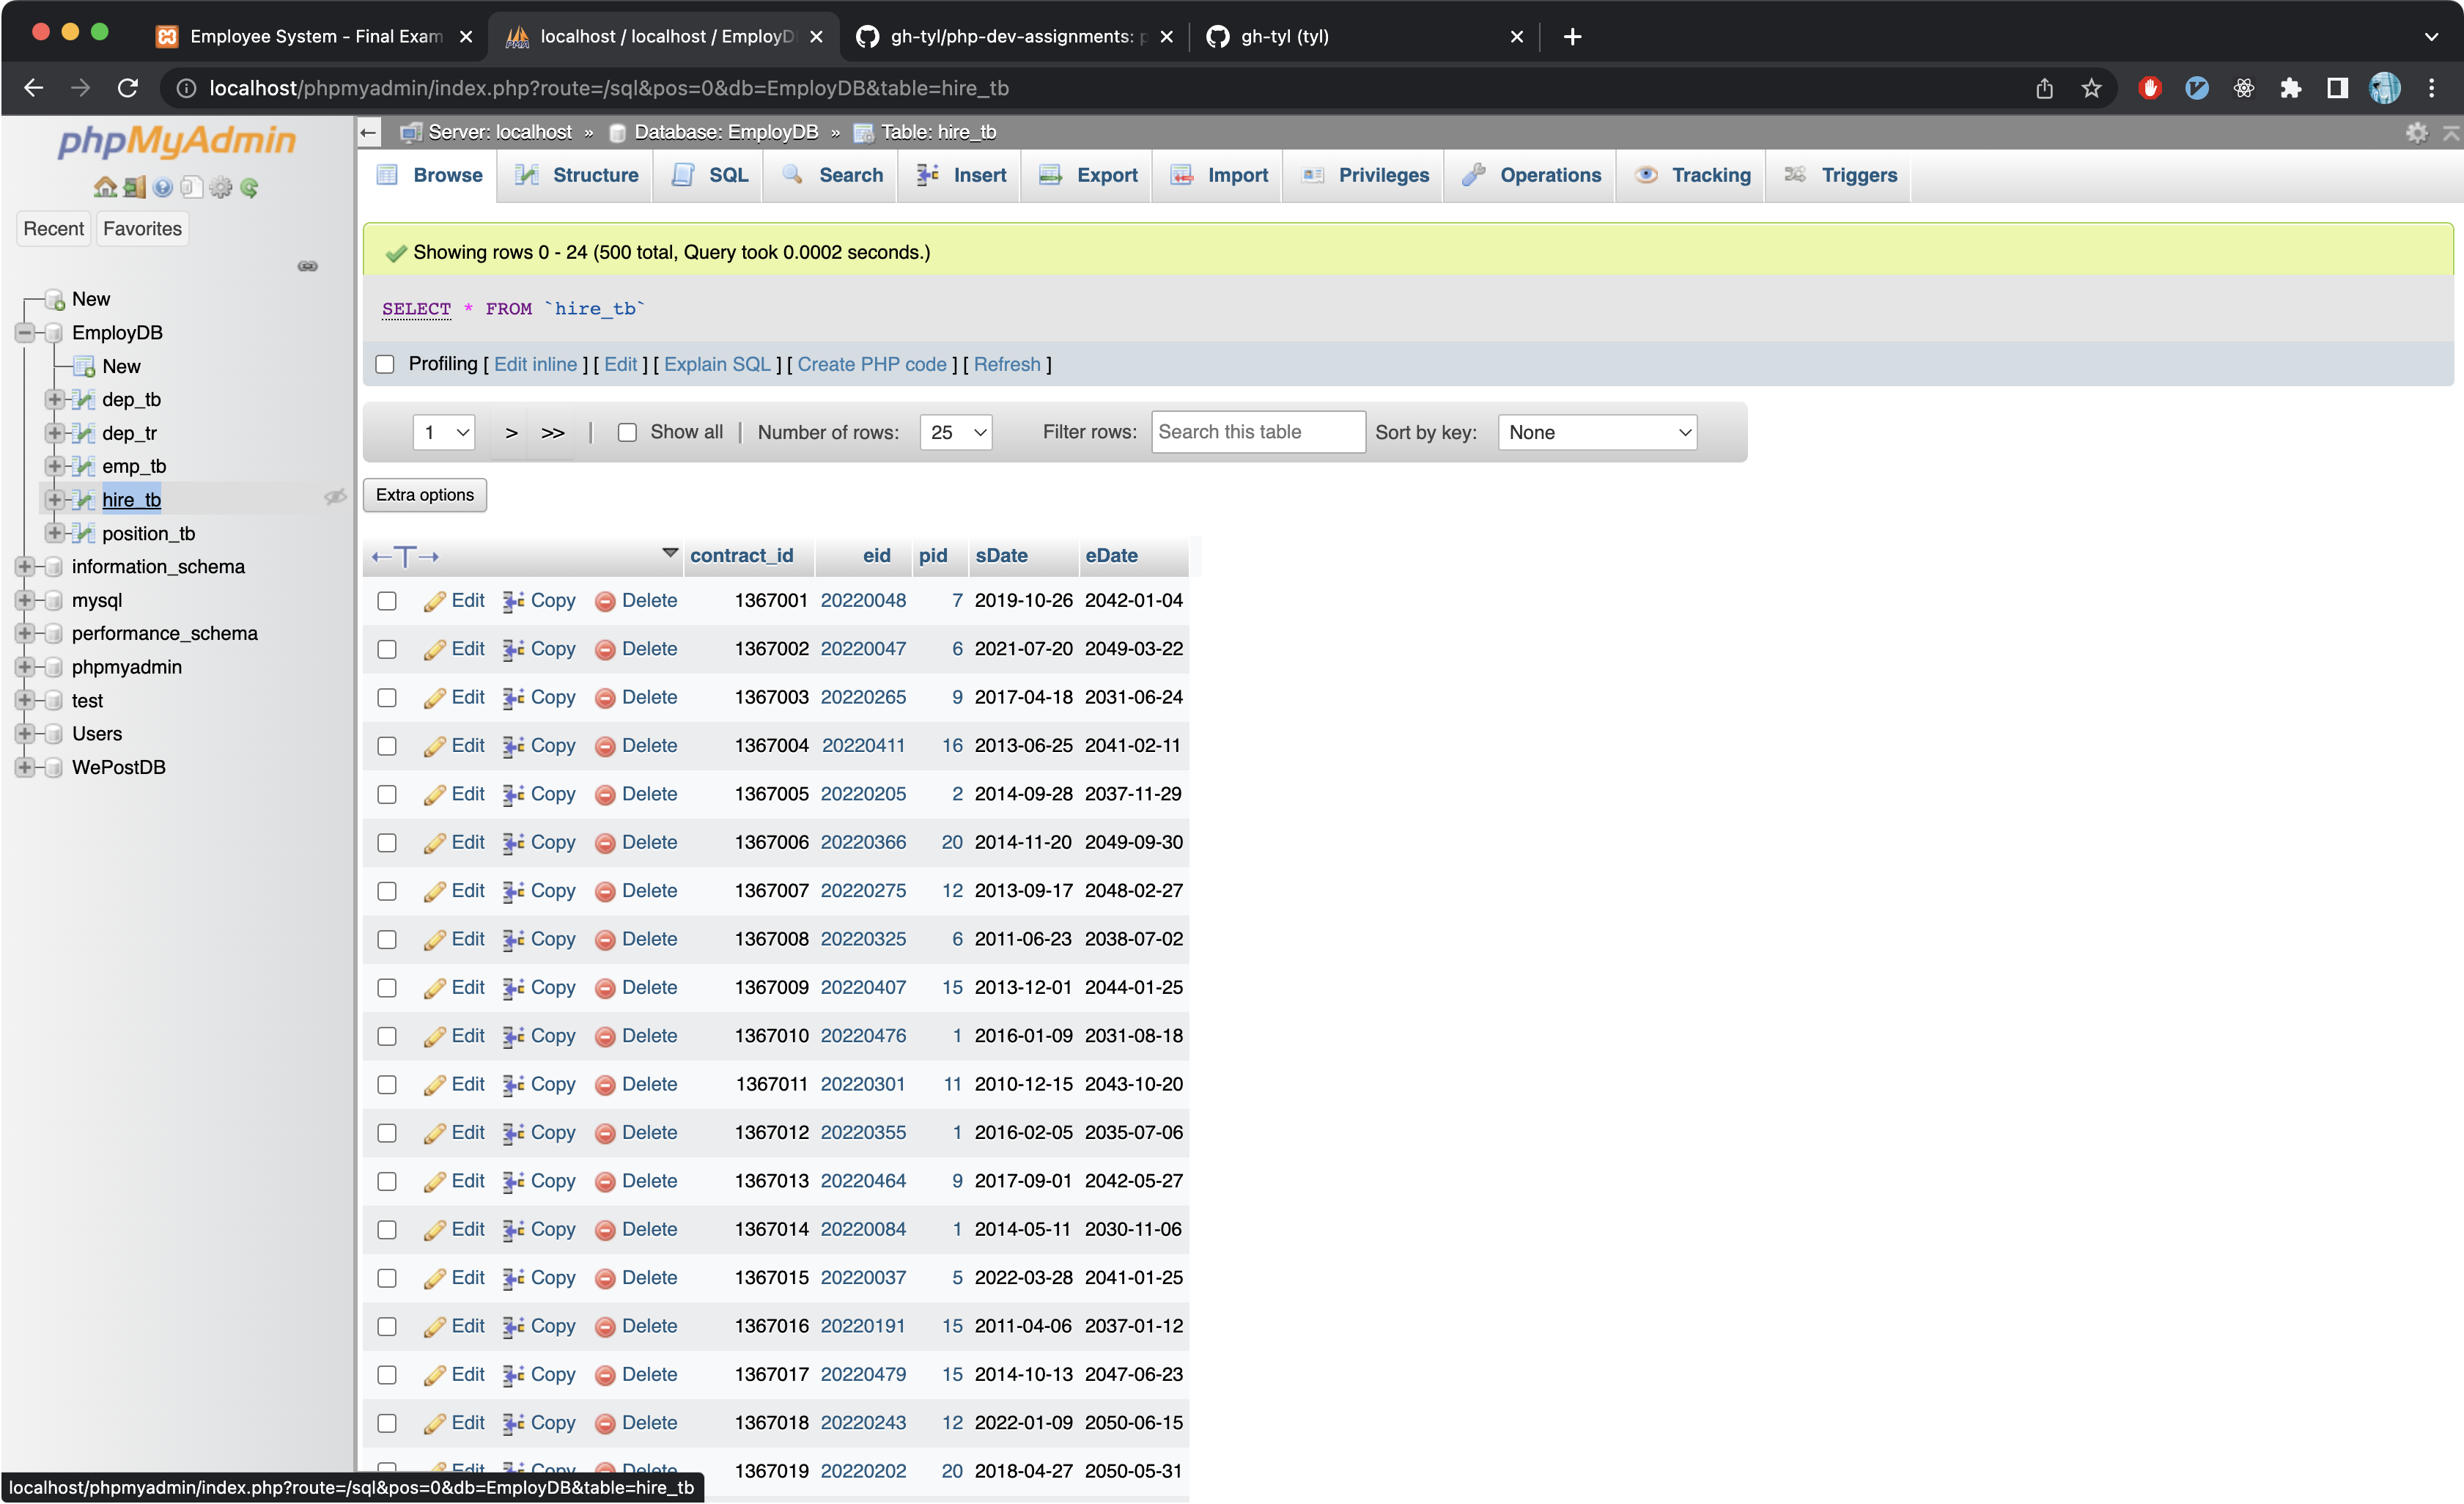 Employee System - Final Exam
localhost / localhost / EmployD
gh-tyl/php-dev-assignments: p
gh-tyl (tyl)
localhost/phpmyadmin/index.php?route=/sql&pos=0&db=EmployDB&table=hire_tb
phpMyAdmin
Recent Favorites
New
EmployDB
New
dep_tb
dep_tr
emp_tb
hire_tb
position_tb
information_schema
mysql
performance_schema
phpmyadmin
test
Users
WePostDB
Server: localhost » Database: EmployDB » Table: hire_tb
Browse Structure SQL Search Insert Export Import Privileges Operations Tracking Triggers
Showing rows 0 - 24 (500 total, Query took 0.0002 seconds.)
SELECT * FROM `hire_tb`
Profiling [ Edit inline ] [ Edit ] [ Explain SQL ] [ Create PHP code ] [ Refresh ]
1 > >> | Show all | Number of rows: 25 Filter rows: Search this table Sort by key: None
Extra options
←T→ contract_id eid pid sDate eDate
Edit Copy Delete 1367001 20220048 7 2019-10-26 2042-01-04
Edit Copy Delete 1367002 20220047 6 2021-07-20 2049-03-22
Edit Copy Delete 1367003 20220265 9 2017-04-18 2031-06-24
Edit Copy Delete 1367004 20220411 16 2013-06-25 2041-02-11
Edit Copy Delete 1367005 20220205 2 2014-09-28 2037-11-29
Edit Copy Delete 1367006 20220366 20 2014-11-20 2049-09-30
Edit Copy Delete 1367007 20220275 12 2013-09-17 2048-02-27
Edit Copy Delete 1367008 20220325 6 2011-06-23 2038-07-02
Edit Copy Delete 1367009 20220407 15 2013-12-01 2044-01-25
Edit Copy Delete 1367010 20220476 1 2016-01-09 2031-08-18
Edit Copy Delete 1367011 20220301 11 2010-12-15 2043-10-20
Edit Copy Delete 1367012 20220355 1 2016-02-05 2035-07-06
Edit Copy Delete 1367013 20220464 9 2017-09-01 2042-05-27
Edit Copy Delete 1367014 20220084 1 2014-05-11 2030-11-06
Edit Copy Delete 1367015 20220037 5 2022-03-28 2041-01-25
Edit Copy Delete 1367016 20220191 15 2011-04-06 2037-01-12
Edit Copy Delete 1367017 20220479 15 2014-10-13 2047-06-23
Edit Copy Delete 1367018 20220243 12 2022-01-09 2050-06-15
Edit Copy Delete 1367019 20220202 20 2018-04-27 2050-05-31
localhost/phpmyadmin/index.php?route=/sql&pos=0&db=EmployDB&table=hire_tb